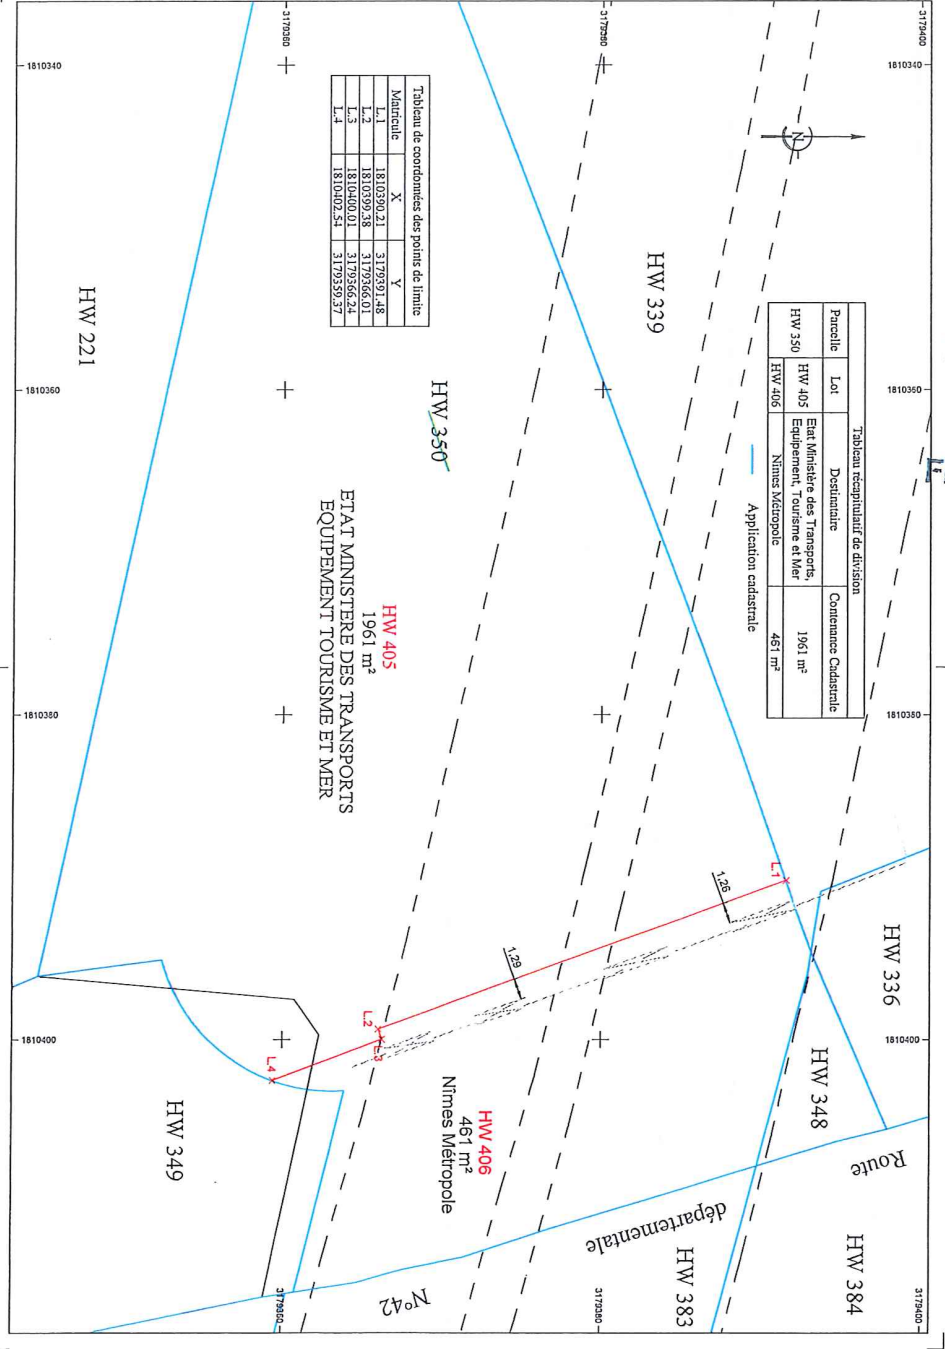 Tableau récapitulatif de division
Parcelle Lot Destinataire Contenance Cadastrale
HW 350 HW 405 Etat Ministère des Transports, Equipement, Tourisme et Mer 1961 m²
HW 406 Nîmes Métropole 461 m²
Application cadastrale
Tableau de coordonnées des points de limite
Matricule X Y
L.1 1810390.21 3179391.48
L.2 1810399.38 3179366.01
L.3 1810400.01 3179366.24
L.4 1810402.54 3179359.37
N
HW 339
HW 221
HW 350
HW 405
1961 m²
ETAT MINISTERE DES TRANSPORTS
EQUIPEMENT TOURISME ET MER
HW 406
461 m²
Nîmes Métropole
HW 336
HW 348
HW 349
HW 384
HW 383
Route
départementale
N°42
L.1
L.2
L.3
L.4
1,26
1,29
3179360
3179380
3179400
1810340
1810340
1810360
1810360
1810380
1810380
1810400
1810400
3179360
3179380
3179400